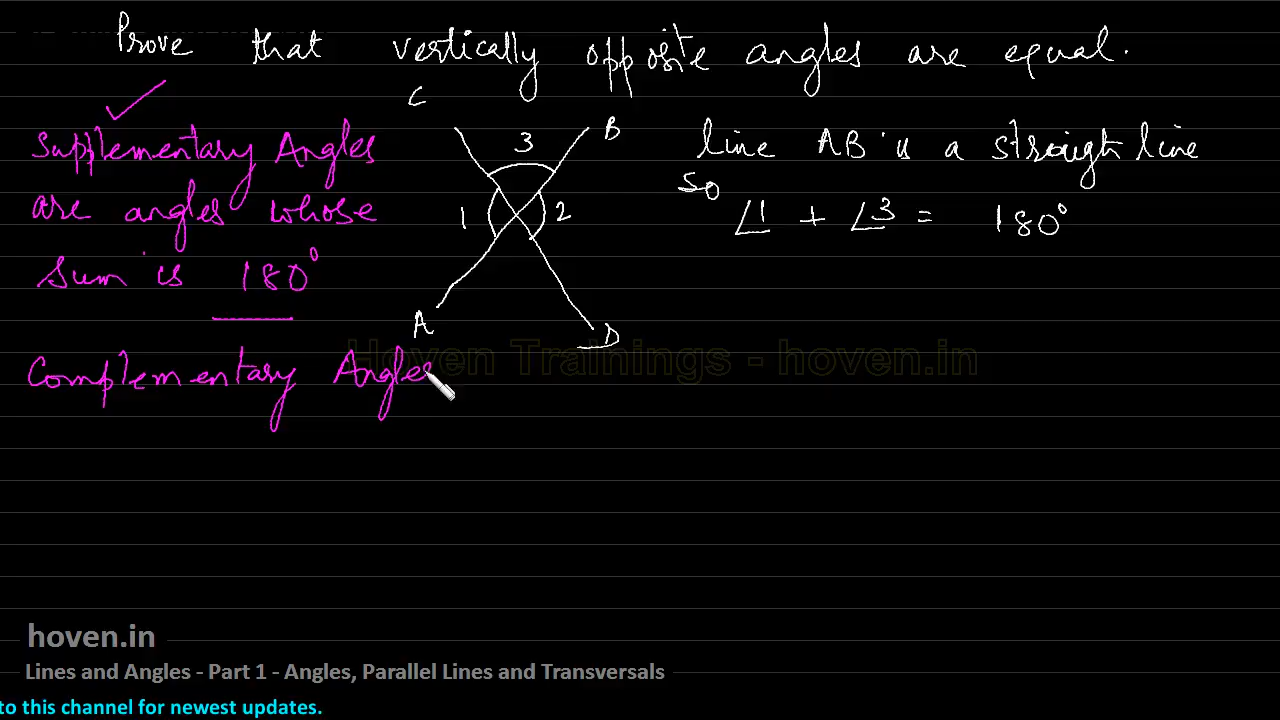 Prove that vertically opposite angles are equal.
Supplementary Angles
are angles whose
sum is 180°
Complementary Angles
C
B
3
1
2
A
D
line AB is a straigh line
So
∠1 + ∠3 = 180°
Hoven Trainings - hoven.in
hoven.in
Lines and Angles - Part 1 - Angles, Parallel Lines and Transversals
to this channel for newest updates.